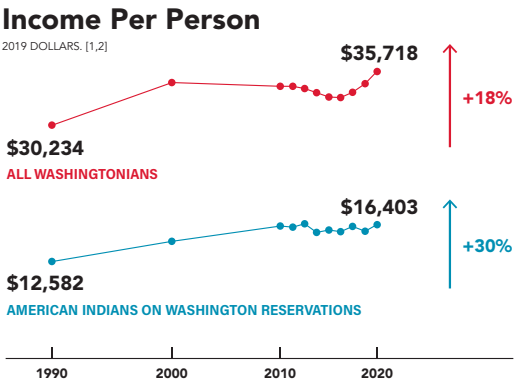 Income Per Person
2019 DOLLARS. [1,2]
$35,718
+18%
$30,234
ALL WASHINGTONIANS
$16,403
+30%
$12,582
AMERICAN INDIANS ON WASHINGTON RESERVATIONS
1990 2000 2010 2020